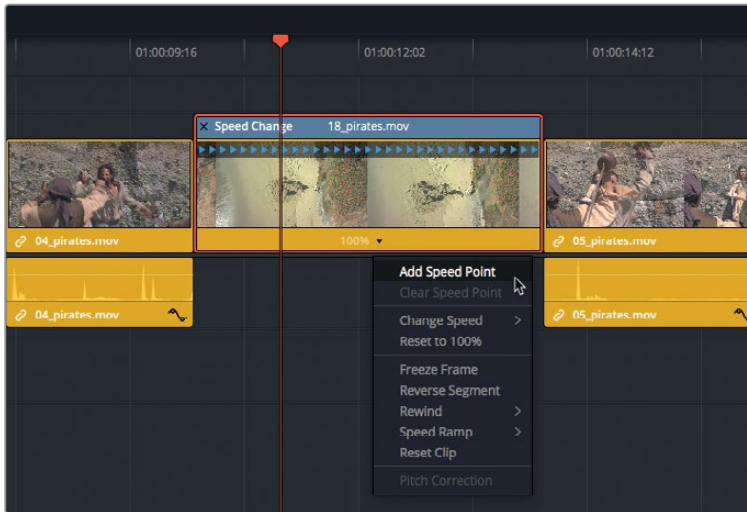 01:00:09:16
01:00:12:02
01:00:14:12
× Speed Change 18_pirates.mov
04_pirates.mov
100%
05_pirates.mov
04_pirates.mov
05_pirates.mov
Add Speed Point
Clear Speed Point
Change Speed >
Reset to 100%
Freeze Frame
Reverse Segment
Rewind >
Speed Ramp >
Reset Clip
Pitch Correction